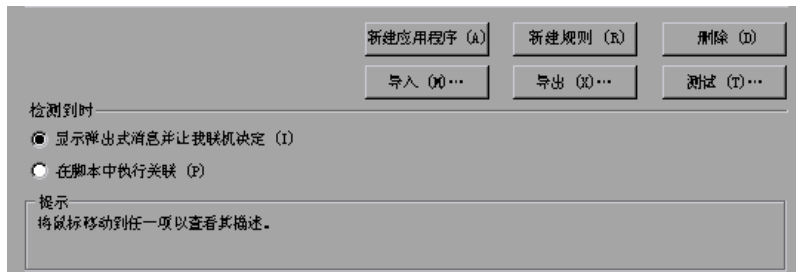 新建应用程序 (A) 新建规则 (R) 删除 (D)
导入 (M)… 导出 (X)… 测试 (T)…
检测到时
显示弹出式消息并让我联机决定 (I)
在脚本中执行关联 (P)
提示
将鼠标移动到任一项以查看其描述。